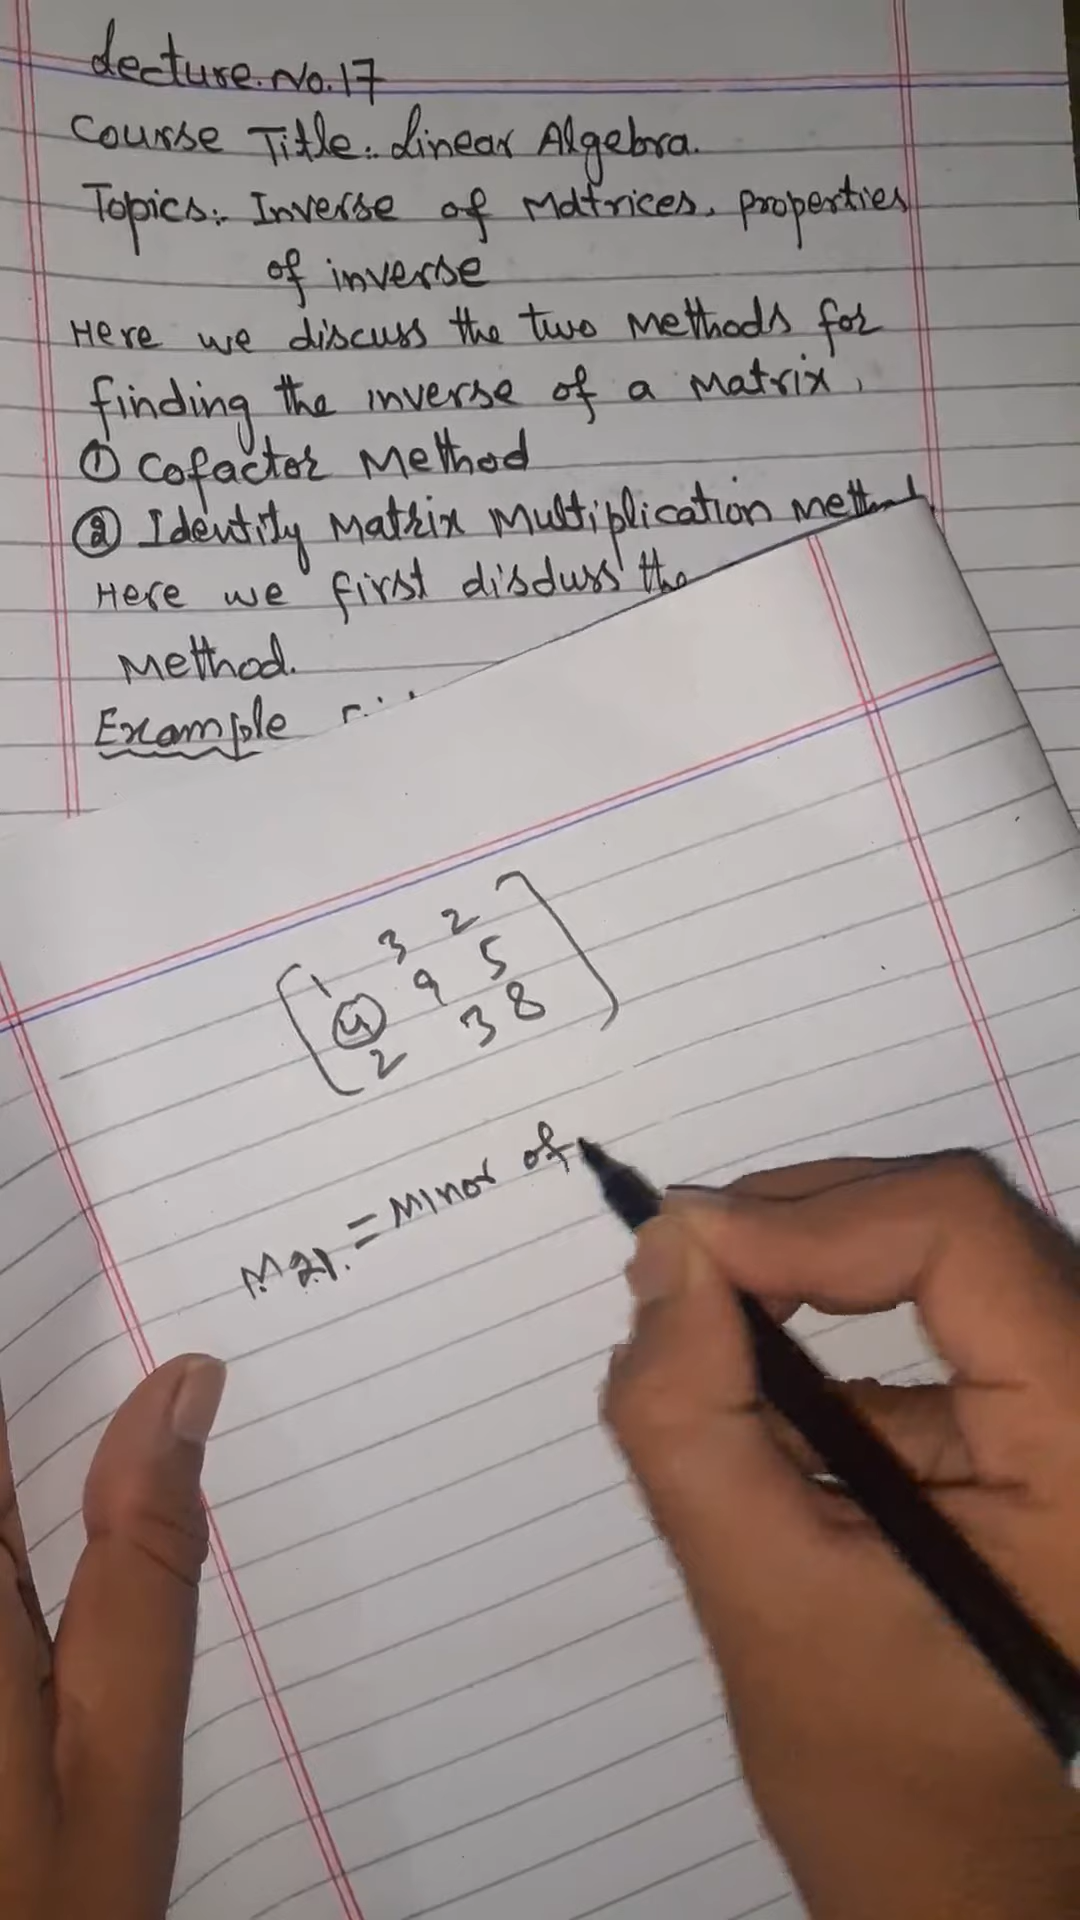 Lecture.No.17
Course Title:. Linear Algebra.
Topics:. Inverse of Matrices, properties
of inverse
Here we discuss the two Methods for
finding the inverse of a Matrix,
① Cofactor Method
② Identity Matrix Multiplication
Here we first disduss the
Method.
Example
1 3 2
4 9 5
2 3 8
M21. = Minor of